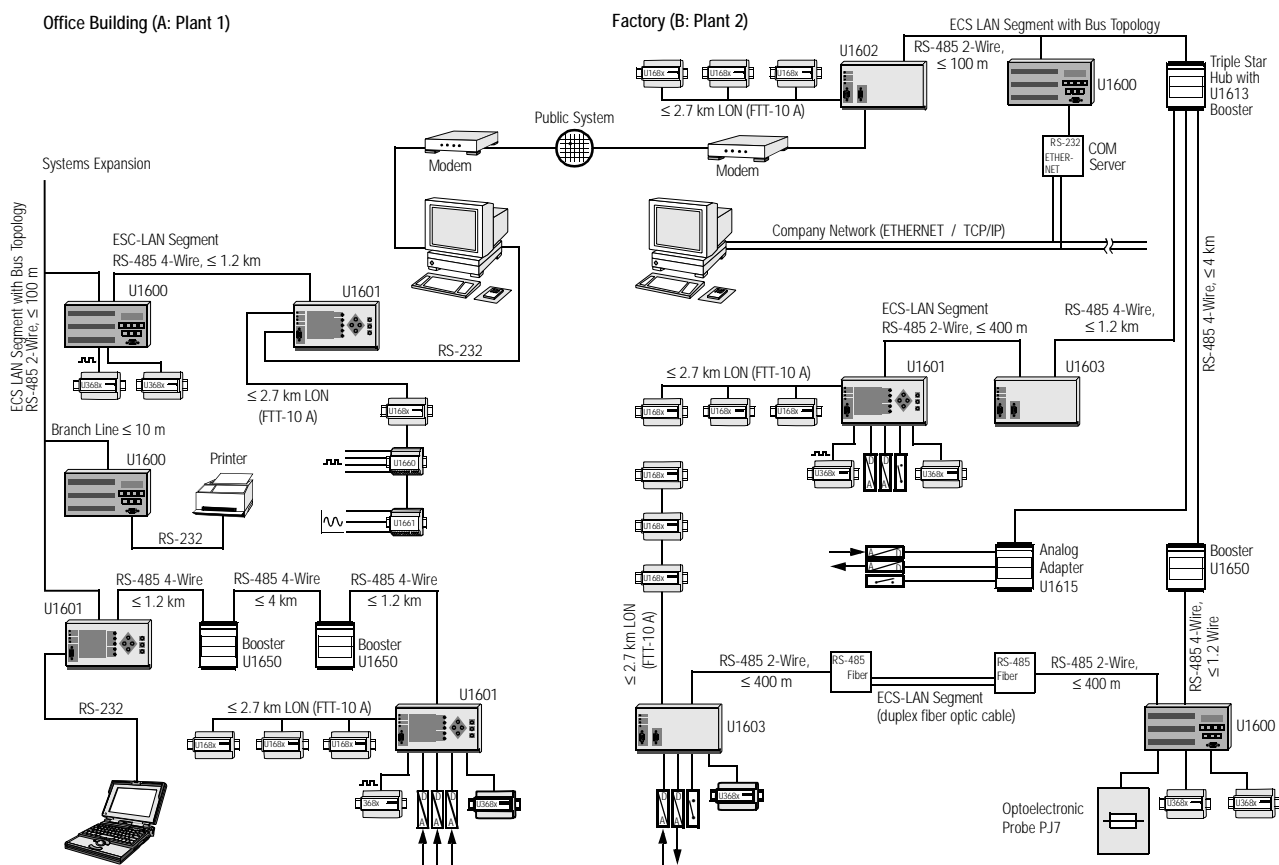 Office Building (A: Plant 1)
Factory (B: Plant 2)
ECS LAN Segment with Bus Topology
RS-485 2-Wire,
≤ 100 m
U1602
U168x
U168x
U168x
≤ 2.7 km LON (FTT-10 A)
U1600
Triple Star
Hub with
U1613
Booster
Public System
Modem
Modem
RS-232
ETHER-
NET
COM
Server
Systems Expansion
Company Network (ETHERNET / TCP/IP)
ESC-LAN Segment
RS-485 4-Wire, ≤ 1.2 km
ECS LAN Segment with Bus Topology
RS-485 2-Wire, ≤ 100 m
U1600
U1601
RS-232
U368x
U368x
≤ 2.7 km LON
(FTT-10 A)
U168x
U1660
U1661
Branch Line ≤ 10 m
U1600
Printer
RS-232
RS-485 4-Wire
≤ 1.2 km
RS-485 4-Wire
≤ 4 km
RS-485 4-Wire
≤ 1.2 km
U1601
Booster
U1650
Booster
U1650
RS-232
≤ 2.7 km LON (FTT-10 A)
U1601
U168x
U168x
U168x
368x
D
A
D
A
D
A
U368x
RS-485 4-Wire, ≤ 4 km
ECS-LAN Segment
RS-485 2-Wire, ≤ 400 m
RS-485 4-Wire,
≤ 1.2 km
≤ 2.7 km LON (FTT-10 A)
U1601
U1603
U168x
U168x
U168x
U368x
D
A
D
A
U368x
U168x
U168x
U168x
≤ 2.7 km LON
(FTT-10 A)
A
D
A
D
Analog
Adapter
U1615
Booster
U1650
RS-485 4-Wire,
≤ 1.2 Wire
RS-485 2-Wire,
≤ 400 m
RS-485
Fiber
RS-485
Fiber
RS-485 2-Wire,
≤ 400 m
ECS-LAN Segment
(duplex fiber optic cable)
U1603
U1600
D
A
D
A
U368x
Optoelectronic
Probe PJ7
U368x
U368x